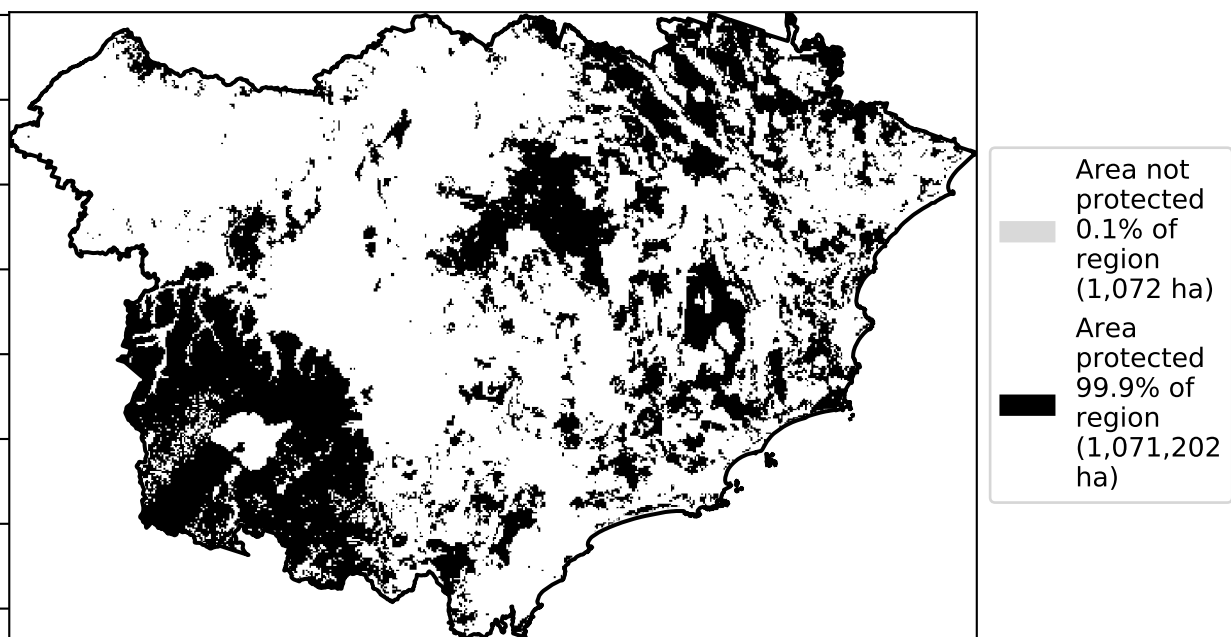 Area not
protected
0.1% of
region
(1,072 ha)
Area
protected
99.9% of
region
(1,071,202
ha)